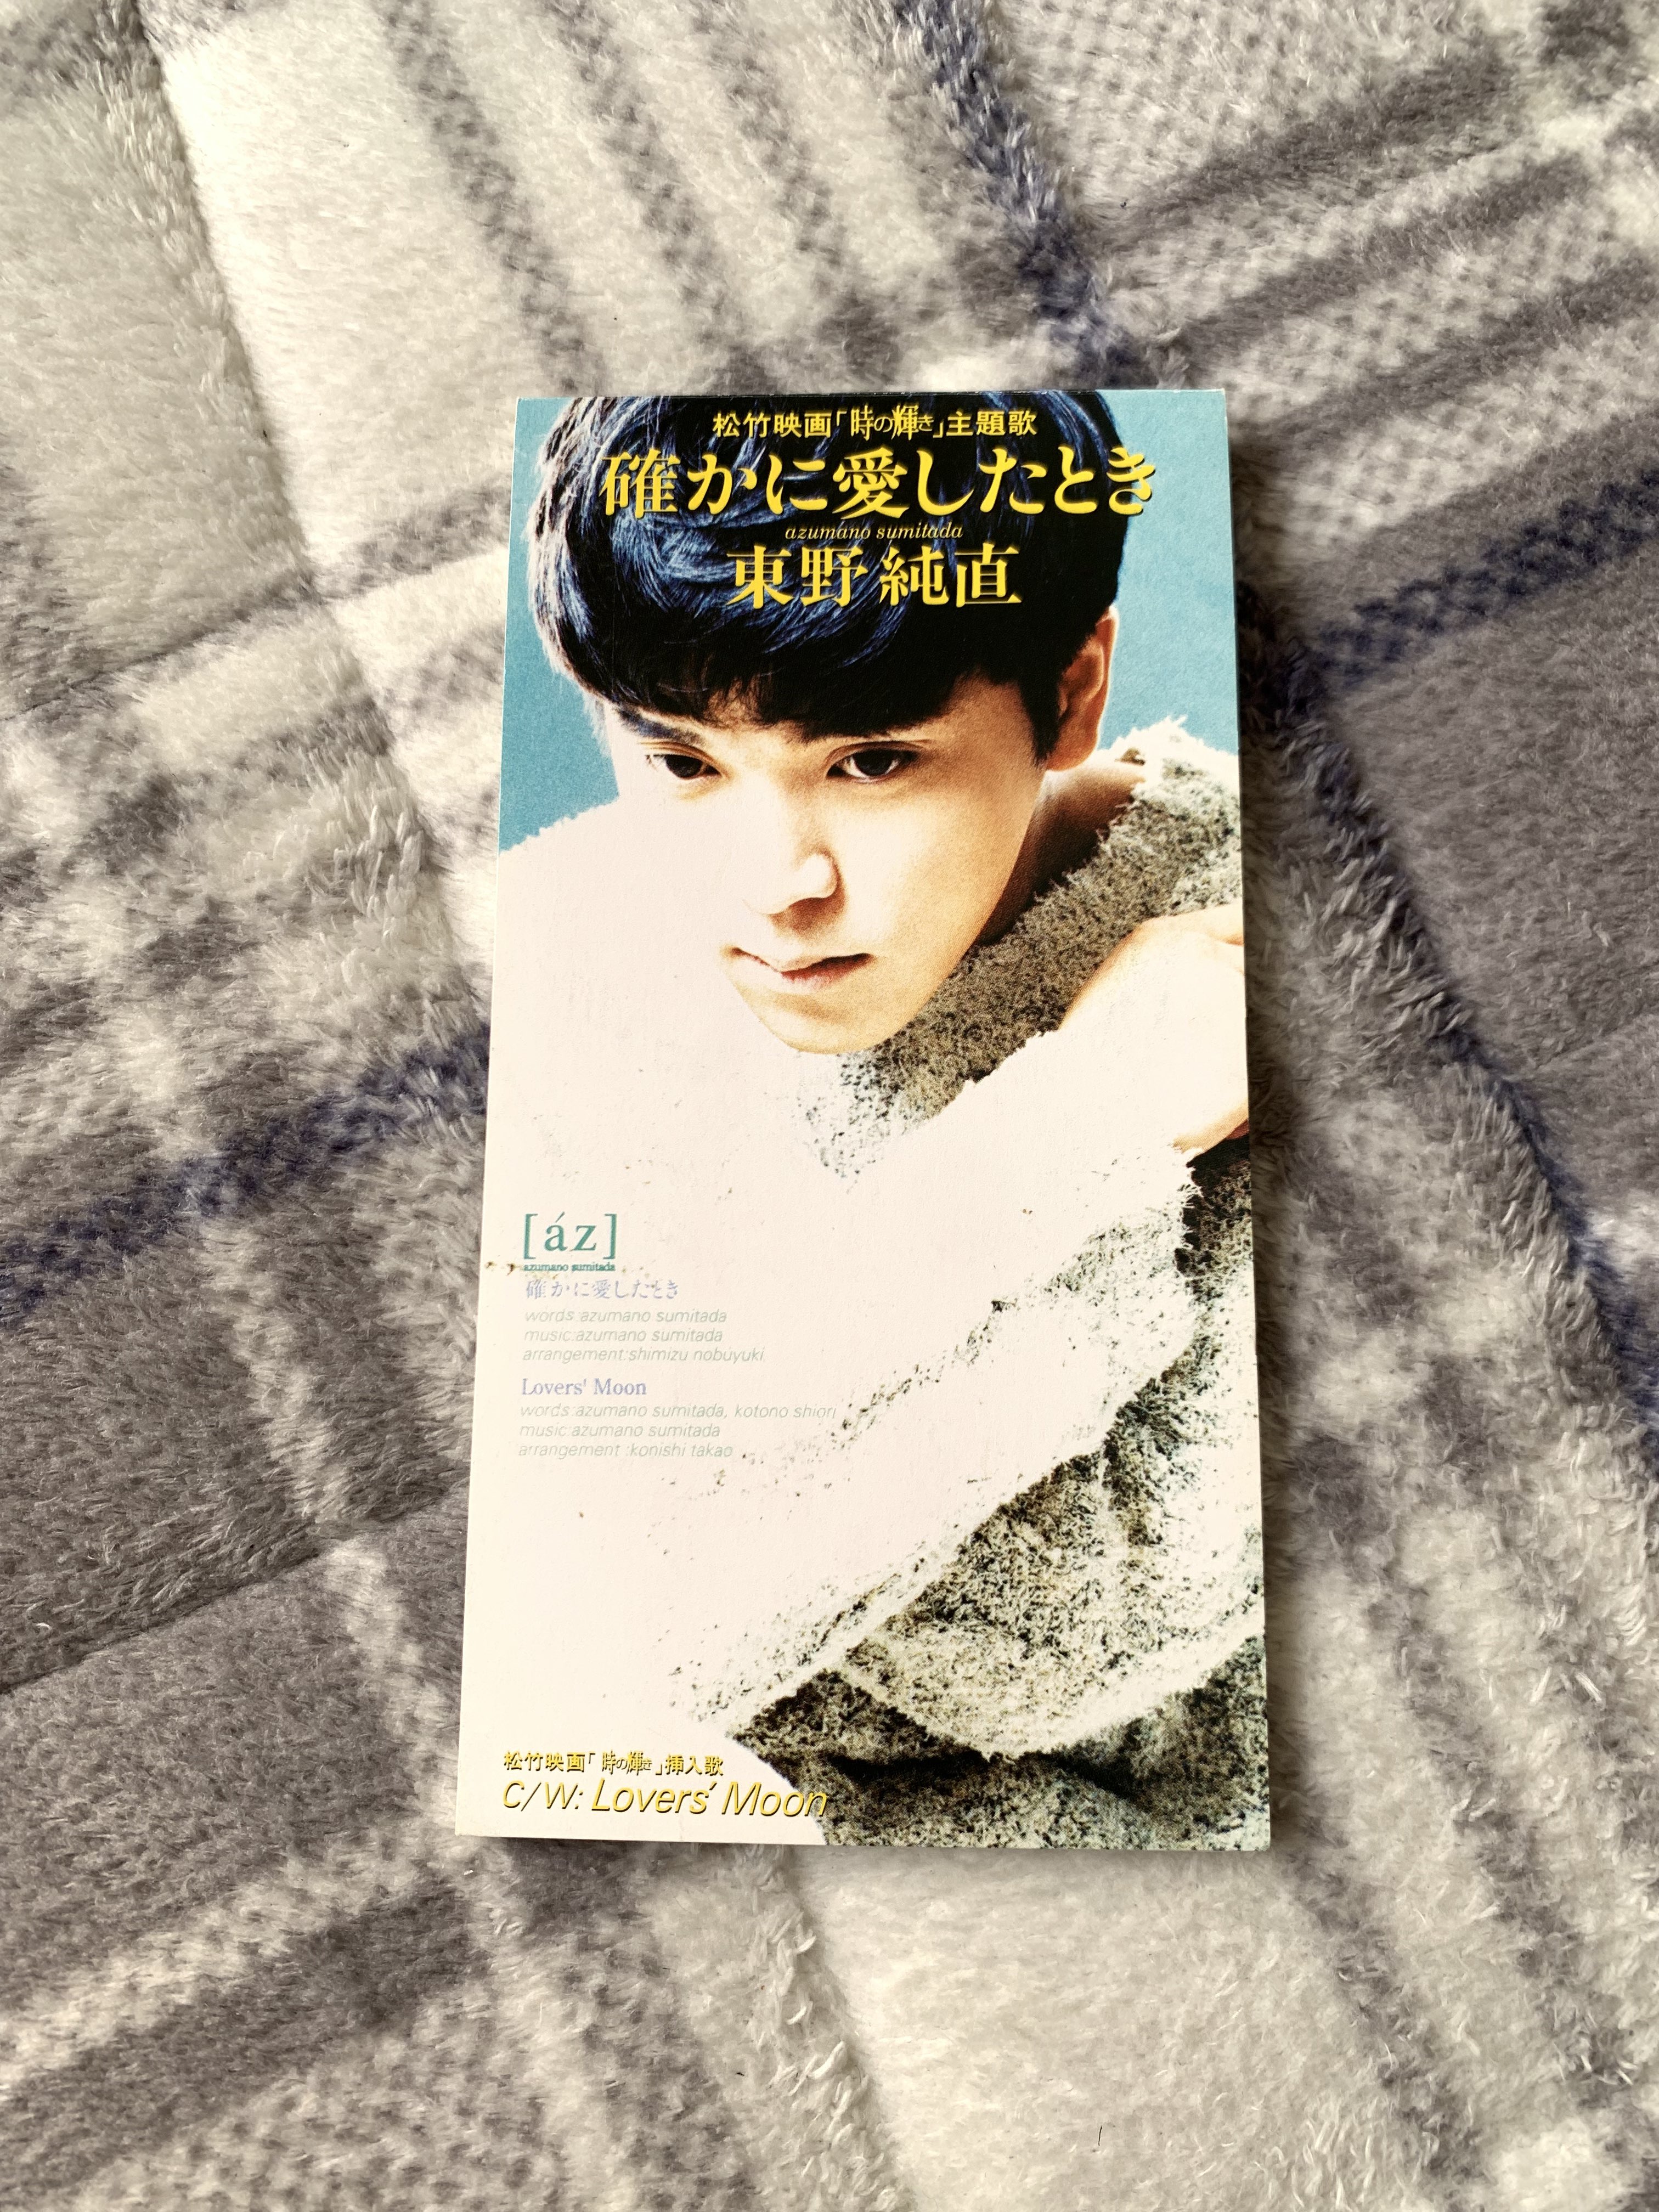 松竹映画「時の輝き」主題歌
確かに愛したとき
azumano sumitada
東野純直
[áz]
azumano sumitada
確かに愛したとき
words:azumano sumitada
music:azumano sumitada
arrangement:shimizu nobuyuki
Lovers' Moon
words:azumano sumitada, kotono shiori
music:azumano sumitada
arrangement :konishi takao
松竹映画「時の輝き」挿入歌
C/W: Lovers' Moon